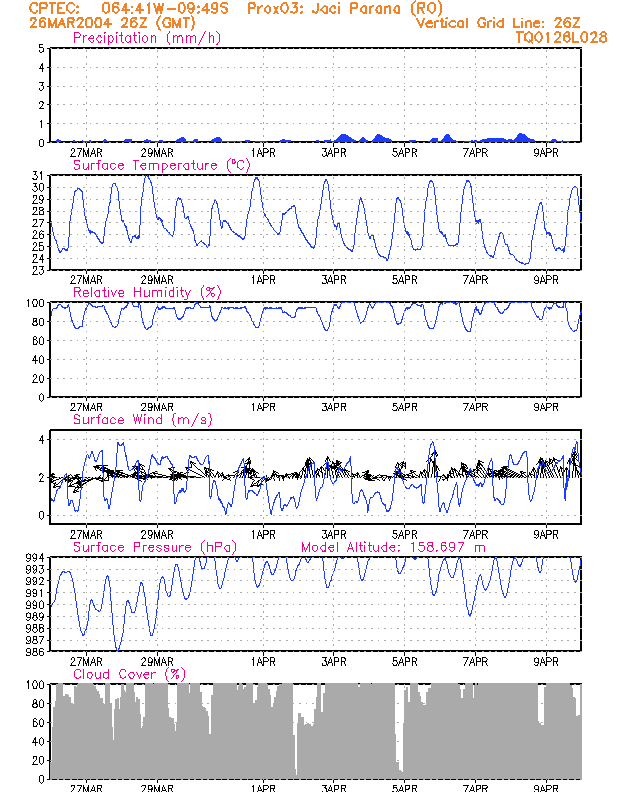 CPTEC: 064:41W-09:49S Prox03: Jaci Parana (RO)
26MAR2004 26Z (GMT) Vertical Grid Line: 26Z
Precipitation (mm/h) TQ0126L028
5
4
3
2
1
0
27MAR 29MAR 1APR 3APR 5APR 7APR 9APR
Surface Temperature (°C)
31
30
29
28
27
26
25
24
23
27MAR 29MAR 1APR 3APR 5APR 7APR 9APR
Relative Humidity (%)
100
80
60
40
20
0
27MAR 29MAR 1APR 3APR 5APR 7APR 9APR
Surface Wind (m/s)
4
2
0
27MAR 29MAR 1APR 3APR 5APR 7APR 9APR
Surface Pressure (hPa) Model Altitude: 158.697 m
994
993
992
991
990
989
988
987
986
27MAR 29MAR 1APR 3APR 5APR 7APR 9APR
Cloud Cover (%)
100
80
60
40
20
0
27MAR 29MAR 1APR 3APR 5APR 7APR 9APR